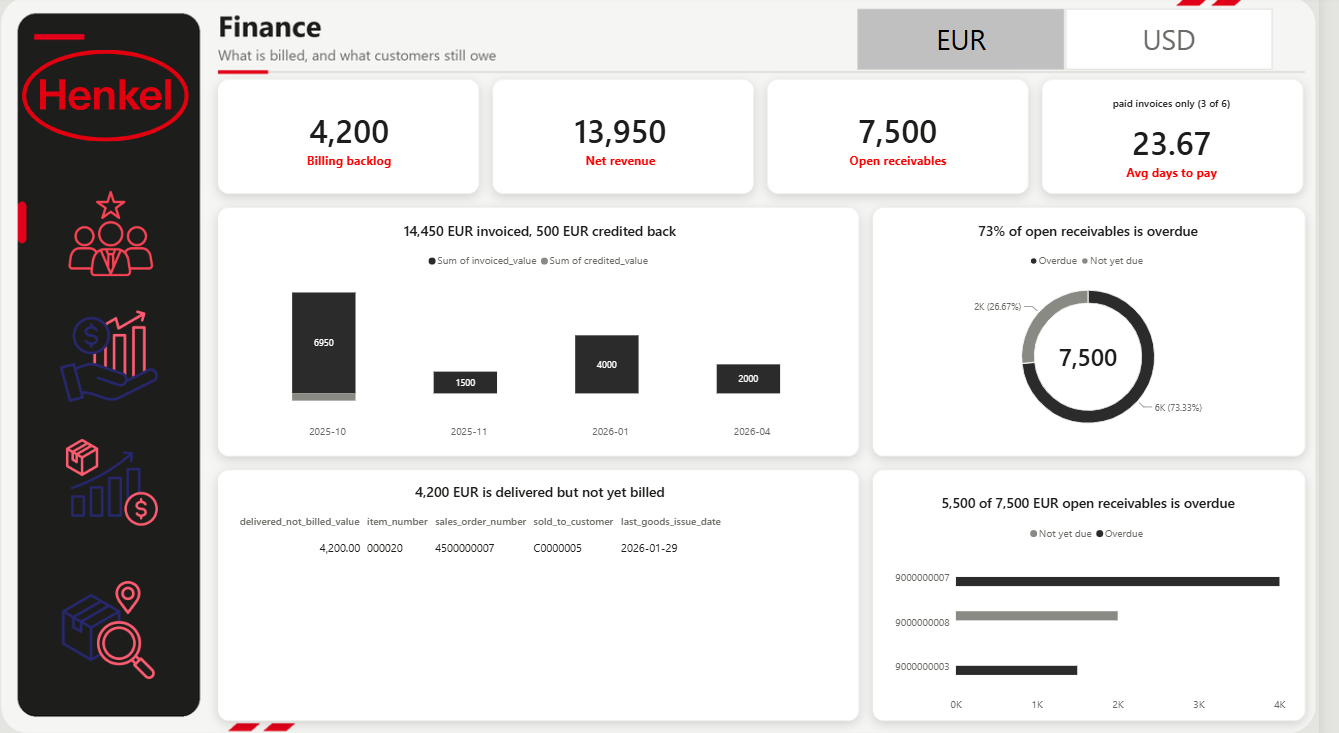 Henkel
Finance
What is billed, and what customers still owe
EUR
USD
4,200
Billing backlog
13,950
Net revenue
7,500
Open receivables
paid invoices only (3 of 6)
23.67
Avg days to pay
14,450 EUR invoiced, 500 EUR credited back
Sum of invoiced_value Sum of credited_value
6950
1500
4000
2000
2025-10 2025-11 2026-01 2026-04
73% of open receivables is overdue
Overdue Not yet due
2K (26.67%)
7,500
6K (73.33%)
4,200 EUR is delivered but not yet billed
delivered_not_billed_value item_number sales_order_number sold_to_customer last_goods_issue_date
4,200.00 000020 4500000007 C0000005 2026-01-29
5,500 of 7,500 EUR open receivables is overdue
Not yet due Overdue
9000000007
9000000008
9000000003
0K 1K 2K 3K 4K